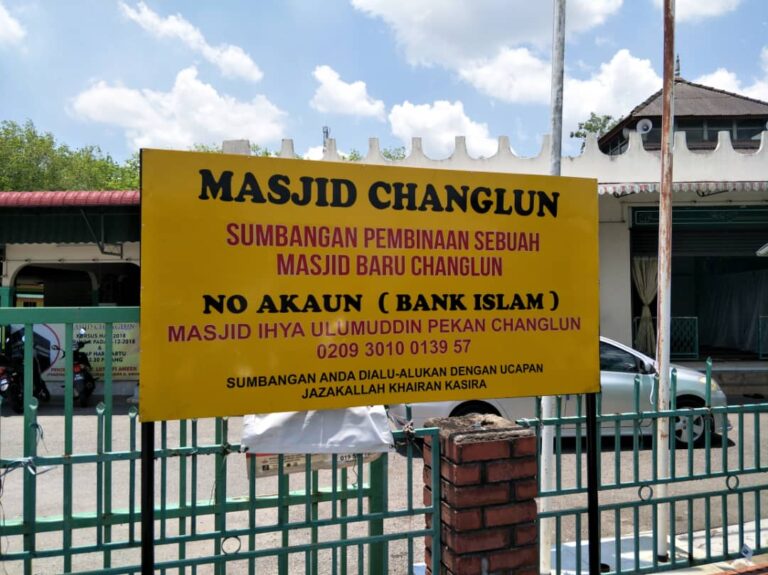 MASJID CHANGLUN
SUMBANGAN PEMBINAAN SEBUAH
MASJID BARU CHANGLUN
NO AKAUN ( BANK ISLAM )
MASJID IHYA ULUMUDDIN PEKAN CHANGLUN
0209 3010 0139 57
SUMBANGAN ANDA DIALU-ALUKAN DENGAN UCAPAN
JAZAKALLAH KHAIRAN KASIRA